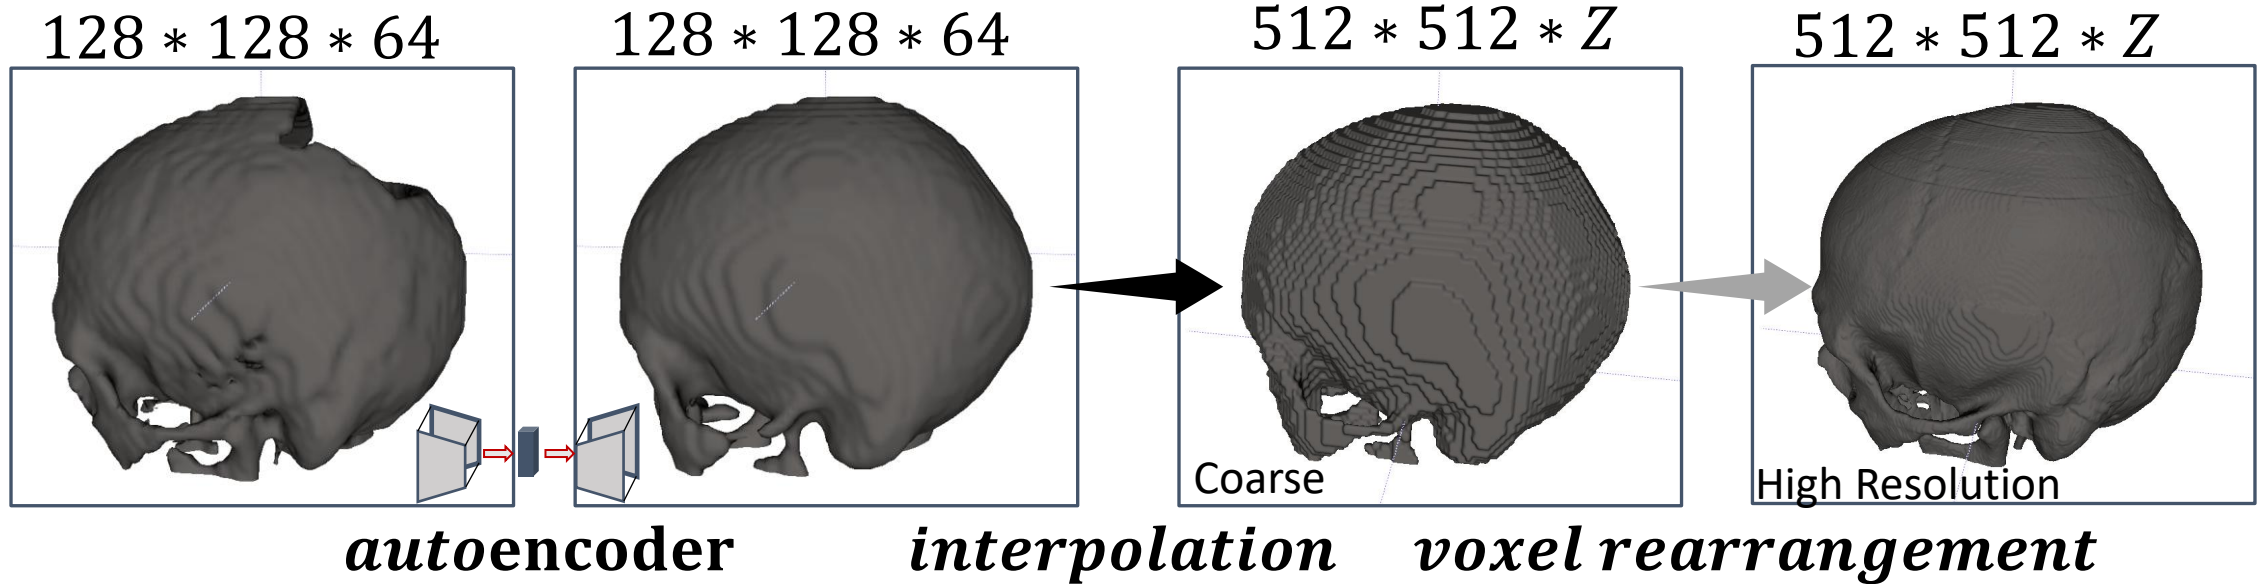 128 ∗ 128 ∗ 64
128 ∗ 128 ∗ 64
512 ∗ 512 ∗ Z
512 ∗ 512 ∗ Z
Coarse
High Resolution
autoencoder
interpolation
voxel rearrangement